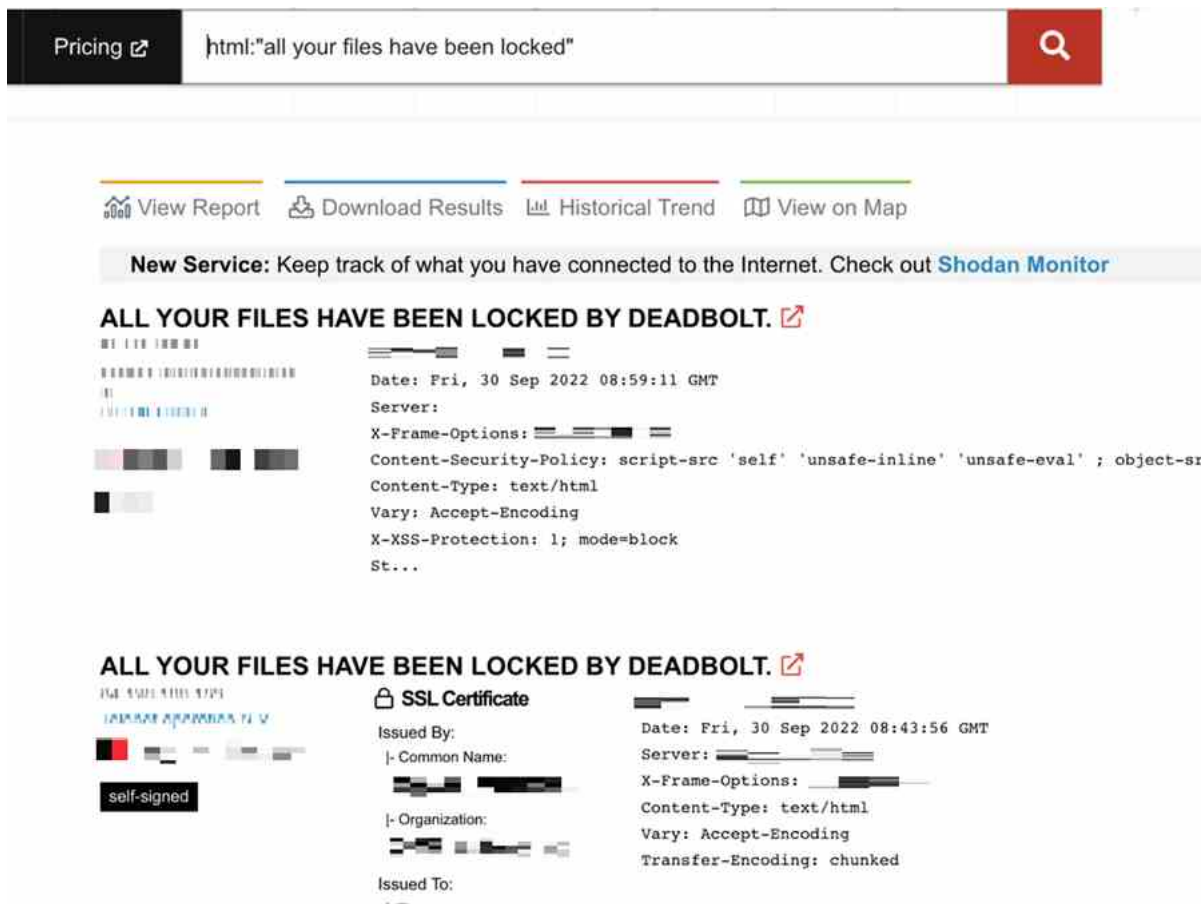 Pricing
html:"all your files have been locked"
View Report
Download Results
Historical Trend
View on Map
New Service: Keep track of what you have connected to the Internet. Check out Shodan Monitor
ALL YOUR FILES HAVE BEEN LOCKED BY DEADBOLT.
Date: Fri, 30 Sep 2022 08:59:11 GMT
Server:
X-Frame-Options:
Content-Security-Policy: script-src 'self' 'unsafe-inline' 'unsafe-eval' ; object-sr
Content-Type: text/html
Vary: Accept-Encoding
X-XSS-Protection: 1; mode=block
St...
ALL YOUR FILES HAVE BEEN LOCKED BY DEADBOLT.
self-signed
SSL Certificate
Issued By:
|- Common Name:
|- Organization:
Issued To:
Date: Fri, 30 Sep 2022 08:43:56 GMT
Server:
X-Frame-Options:
Content-Type: text/html
Vary: Accept-Encoding
Transfer-Encoding: chunked